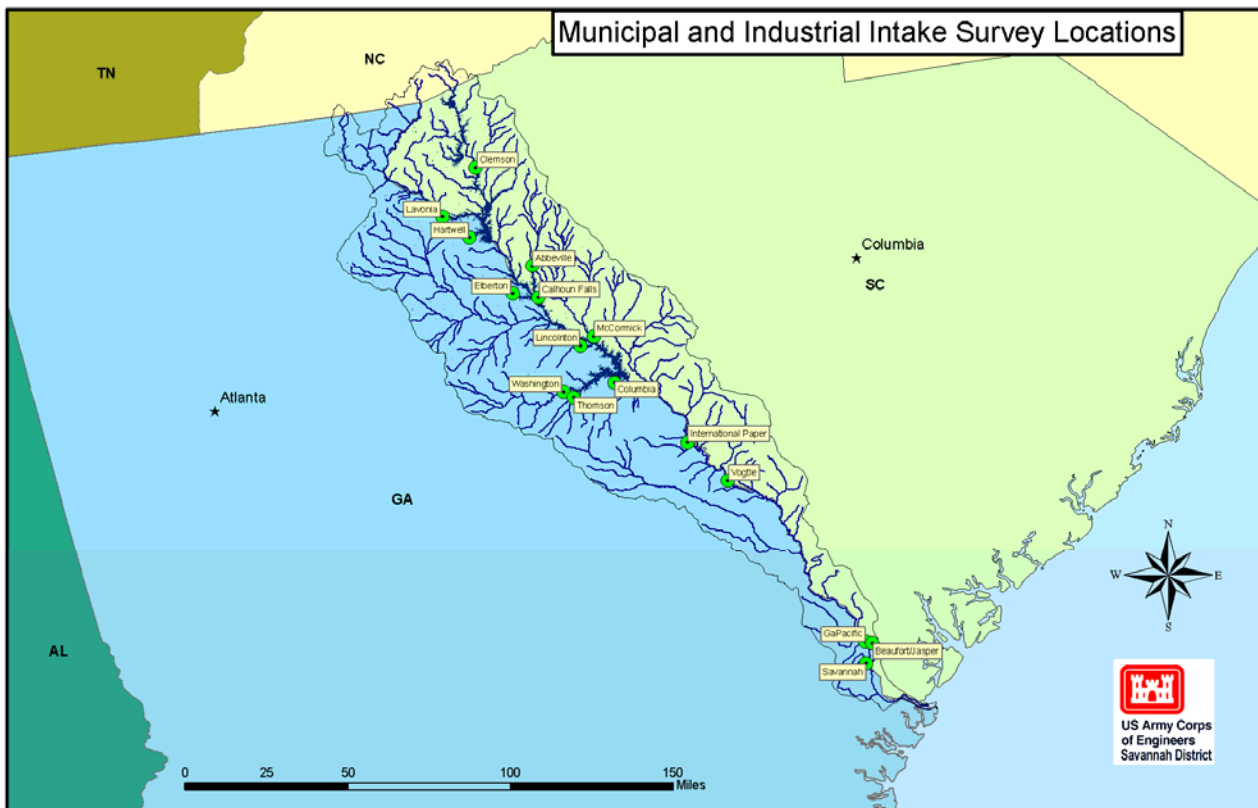 Municipal and Industrial Intake Survey Locations
TN
NC
Clemson
Lavonia
Hartwell
Abbeville
Columbia
SC
Elberton
Calhoun Falls
McCormick
Lincolnton
Washington
Columbia
Thomson
Atlanta
International Paper
Vogtle
GA
N
W
E
S
GaPacific
Beaufort/Jasper
AL
Savannah
US Army Corps
of Engineers
Savannah District
0 25 50 100 150
Miles